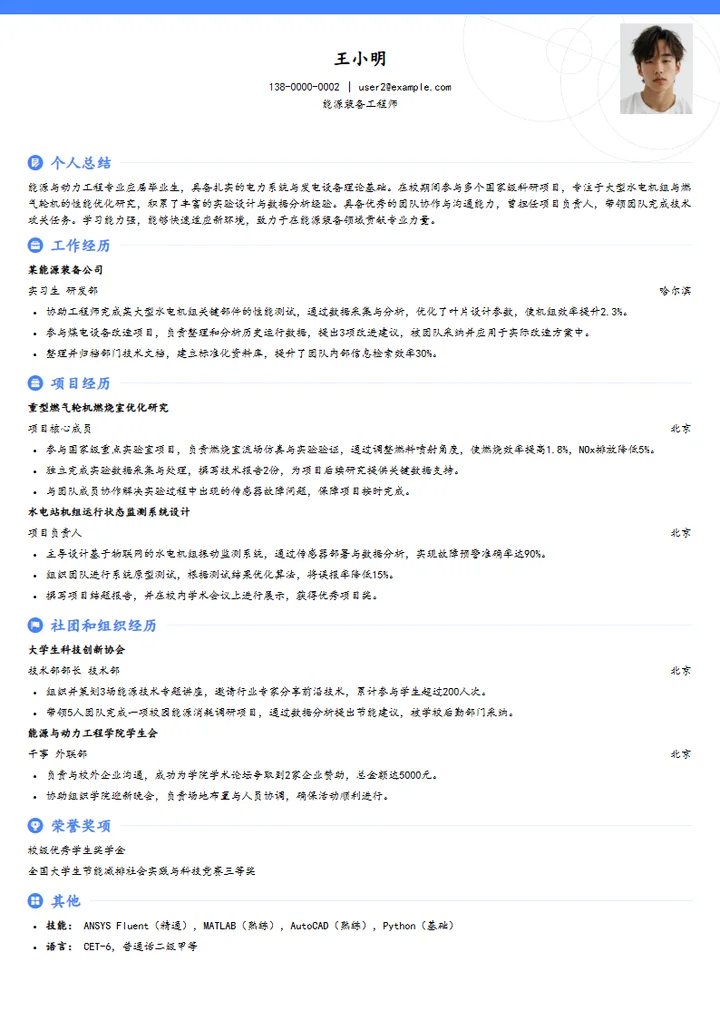 王小明
138-0000-0002 | user2@example.com
能源装备工程师
个人总结
能源与动力工程专业应届毕业生，具备扎实的电力系统与发电设备理论基础。在校期间参与多个国家级科研项目，专注于大型水电机组与燃
气轮机的性能优化研究，积累了丰富的实验设计与数据分析经验。具备优秀的团队协作与沟通能力，曾担任项目负责人，带领团队完成技术
攻关任务。学习能力强，能够快速适应新环境，致力于在能源装备领域贡献专业力量。
工作经历
某能源装备公司
实习生 研发部 哈尔滨
• 协助工程师完成某大型水电机组关键部件的性能测试，通过数据采集与分析，优化了叶片设计参数，使机组效率提升2.3%。
• 参与煤电设备改造项目，负责整理和分析历史运行数据，提出3项改进建议，被团队采纳并应用于实际改造方案中。
• 整理并归档部门技术文档，建立标准化资料库，提升了团队内部信息检索效率30%。
项目经历
重型燃气轮机燃烧室优化研究
项目核心成员 北京
• 参与国家级重点实验室项目，负责燃烧室流场仿真与实验验证，通过调整燃料喷射角度，使燃烧效率提高1.8%，NOx排放降低5%。
• 独立完成实验数据采集与处理，撰写技术报告2份，为项目后续研究提供关键数据支持。
• 与团队成员协作解决实验过程中出现的传感器故障问题，保障项目按时完成。
水电站机组运行状态监测系统设计
项目负责人 北京
• 主导设计基于物联网的水电机组振动监测系统，通过传感器部署与数据分析，实现故障预警准确率达90%。
• 组织团队进行系统原型测试，根据测试结果优化算法，将误报率降低15%。
• 撰写项目结题报告，并在校内学术会议上进行展示，获得优秀项目奖。
社团和组织经历
大学生科技创新协会
技术部部长 技术部 北京
• 组织并策划3场能源技术专题讲座，邀请行业专家分享前沿技术，累计参与学生超过200人次。
• 带领5人团队完成一项校园能源消耗调研项目，通过数据分析提出节能建议，被学校后勤部门采纳。
能源与动力工程学院学生会
干事 外联部 北京
• 负责与校外企业沟通，成功为学院学术论坛争取到2家企业赞助，总金额达5000元。
• 协助组织学院迎新晚会，负责场地布置与人员协调，确保活动顺利进行。
荣誉奖项
校级优秀学生奖学金
全国大学生节能减排社会实践与科技竞赛三等奖
其他
• 技能： ANSYS Fluent（精通），MATLAB（熟练），AutoCAD（熟练），Python（基础）
• 语言： CET-6，普通话二级甲等